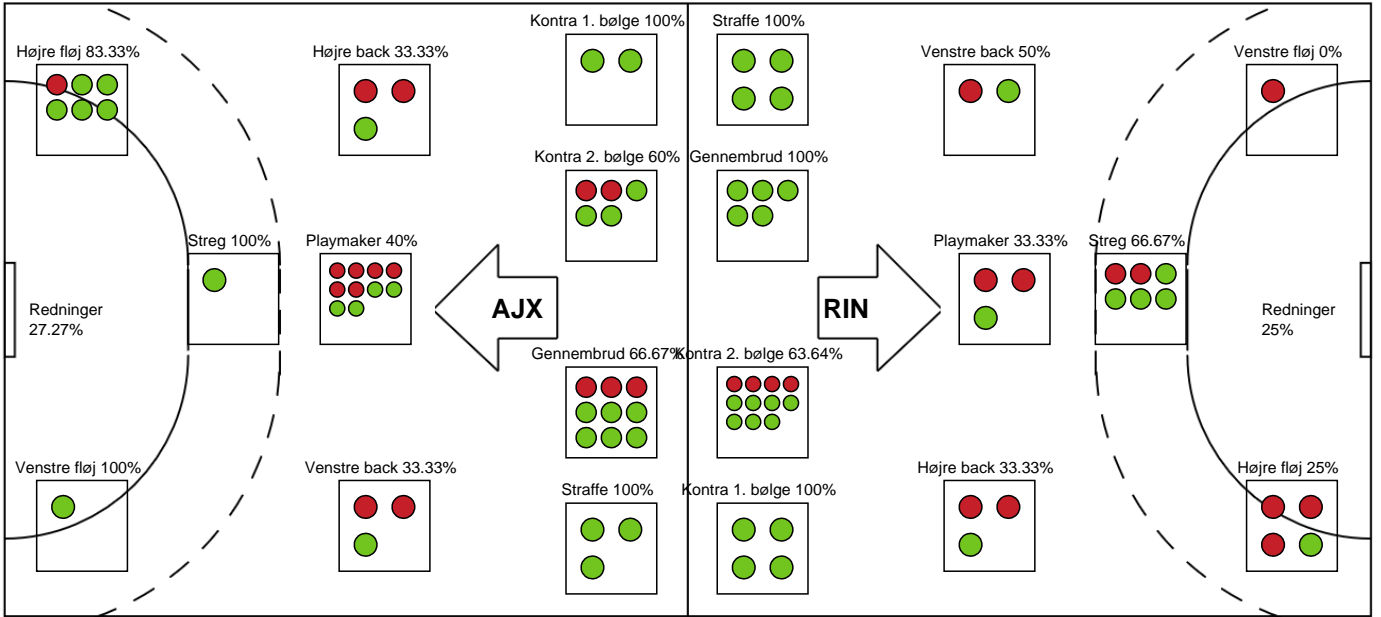 Kontra 1. bølge 100%
Straffe 100%
Højre fløj 83.33%
Højre back 33.33%
Venstre back 50%
Venstre fløj 0%
Kontra 2. bølge 60%
Gennembrud 100%
Streg 100%
Playmaker 40%
Playmaker 33.33%
Streg 66.67%
AJX
RIN
Redninger
27.27%
Redninger
25%
Gennembrud 66.67%
Kontra 2. bølge 63.64%
Venstre fløj 100%
Venstre back 33.33%
Højre back 33.33%
Højre fløj 25%
Straffe 100%
Kontra 1. bølge 100%